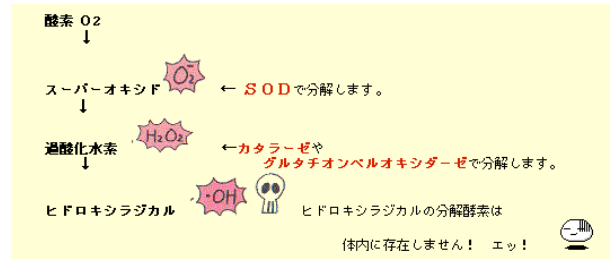 酸素 O2
↓
スーパーオキシド O₂⁻ ← SODで分解します。
↓
過酸化水素 H₂O₂ ←カタラーゼや
↓ グルタチオンペルオキシダーゼで分解します。
ヒドロキシラジカル ・OH ヒドロキシラジカルの分解酵素は
体内に存在しません! エッ!